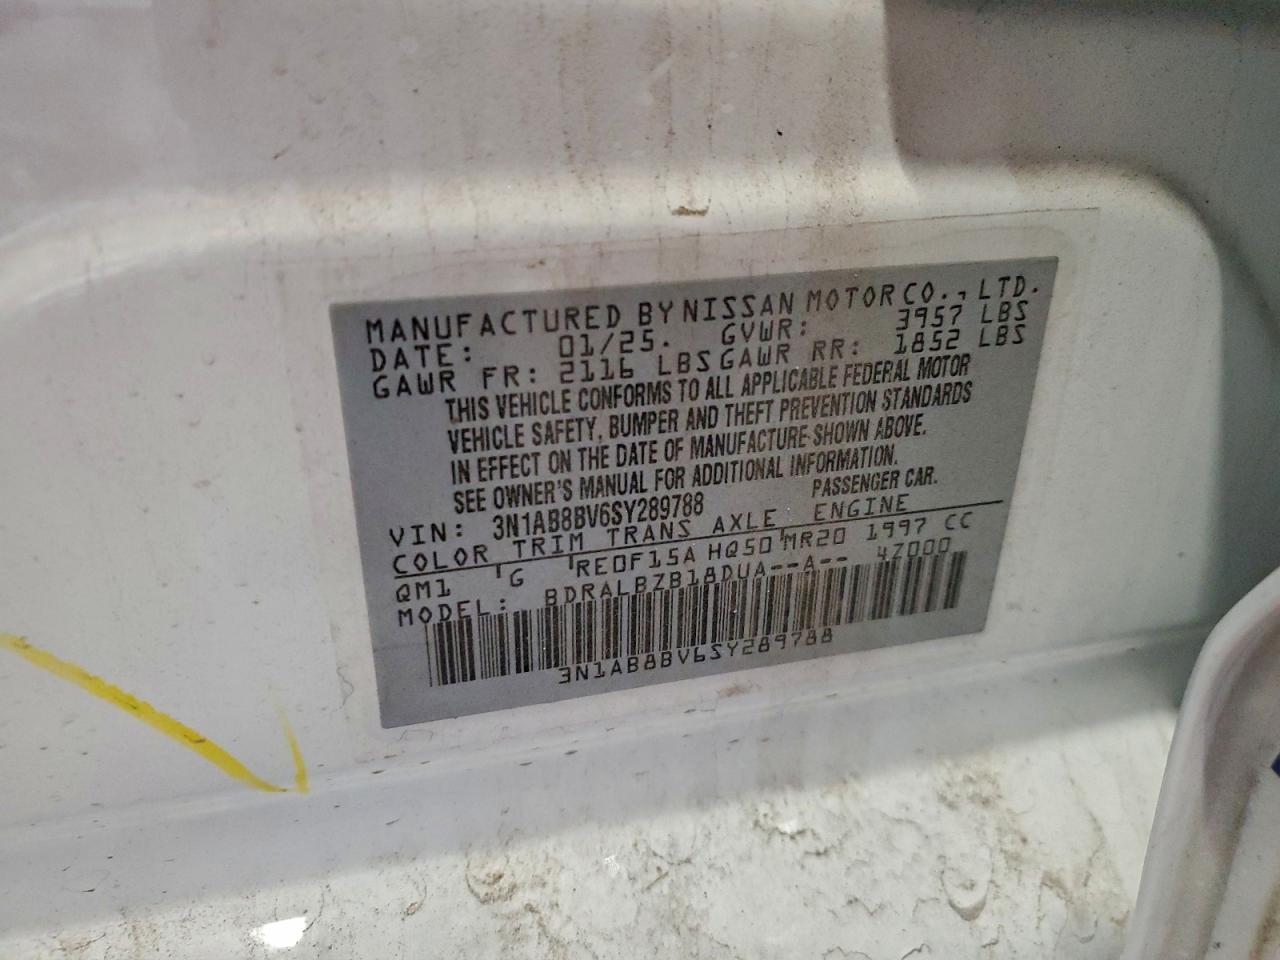 MANUFACTURED BY NISSAN MOTOR CO., LTD.
DATE: 01/25. GVWR: 3957 LBS
GAWR FR: 2116 LBS GAWR RR: 1852 LBS
THIS VEHICLE CONFORMS TO ALL APPLICABLE FEDERAL MOTOR
VEHICLE SAFETY, BUMPER AND THEFT PREVENTION STANDARDS
IN EFFECT ON THE DATE OF MANUFACTURE SHOWN ABOVE.
SEE OWNER'S MANUAL FOR ADDITIONAL INFORMATION.
VIN: 3N1AB8BV6SY289788 PASSENGER CAR.
COLOR TRIM TRANS AXLE ENGINE
QM1 G RE0F15A HQ50 MR20 1997 CC
MODEL: BDRALBZB18DUA--A-- 4Z000
3N1AB8BV6SY289788